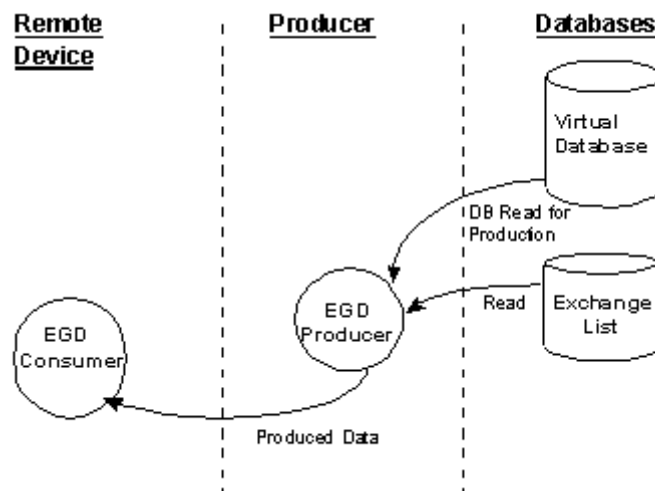 Remote
Device
Producer
Databases
Virtual
Database
DB Read for
Production
EGD
Producer
Read
Exchange
List
EGD
Consumer
Produced Data